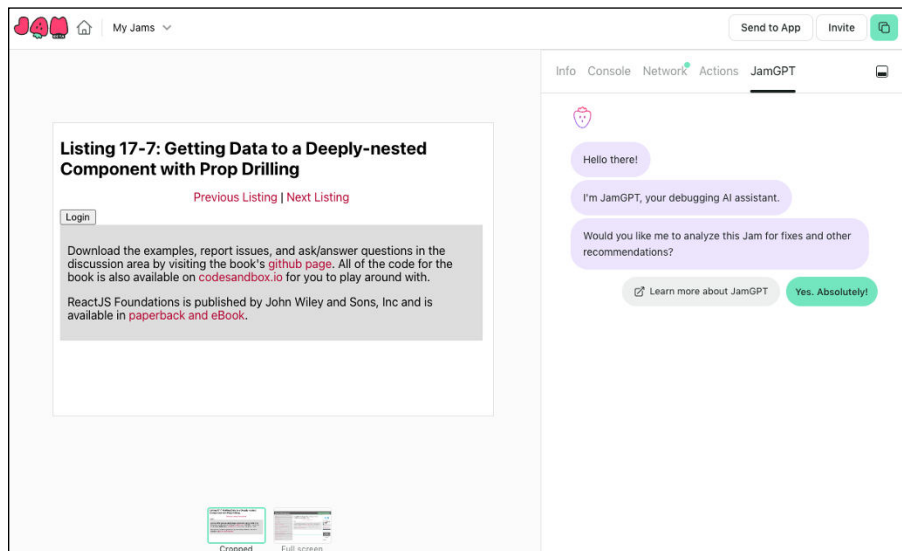 JAM
My Jams
Send to App
Invite
Info
Console
Network
Actions
JamGPT
Listing 17-7: Getting Data to a Deeply-nested
Component with Prop Drilling
Previous Listing | Next Listing
Login
Download the examples, report issues, and ask/answer questions in the
discussion area by visiting the book's github page. All of the code for the
book is also available on codesandbox.io for you to play around with.
ReactJS Foundations is published by John Wiley and Sons, Inc and is
available in paperback and eBook.
Hello there!
I'm JamGPT, your debugging AI assistant.
Would you like me to analyze this Jam for fixes and other
recommendations?
Learn more about JamGPT
Yes. Absolutely!
Cropped
Full screen